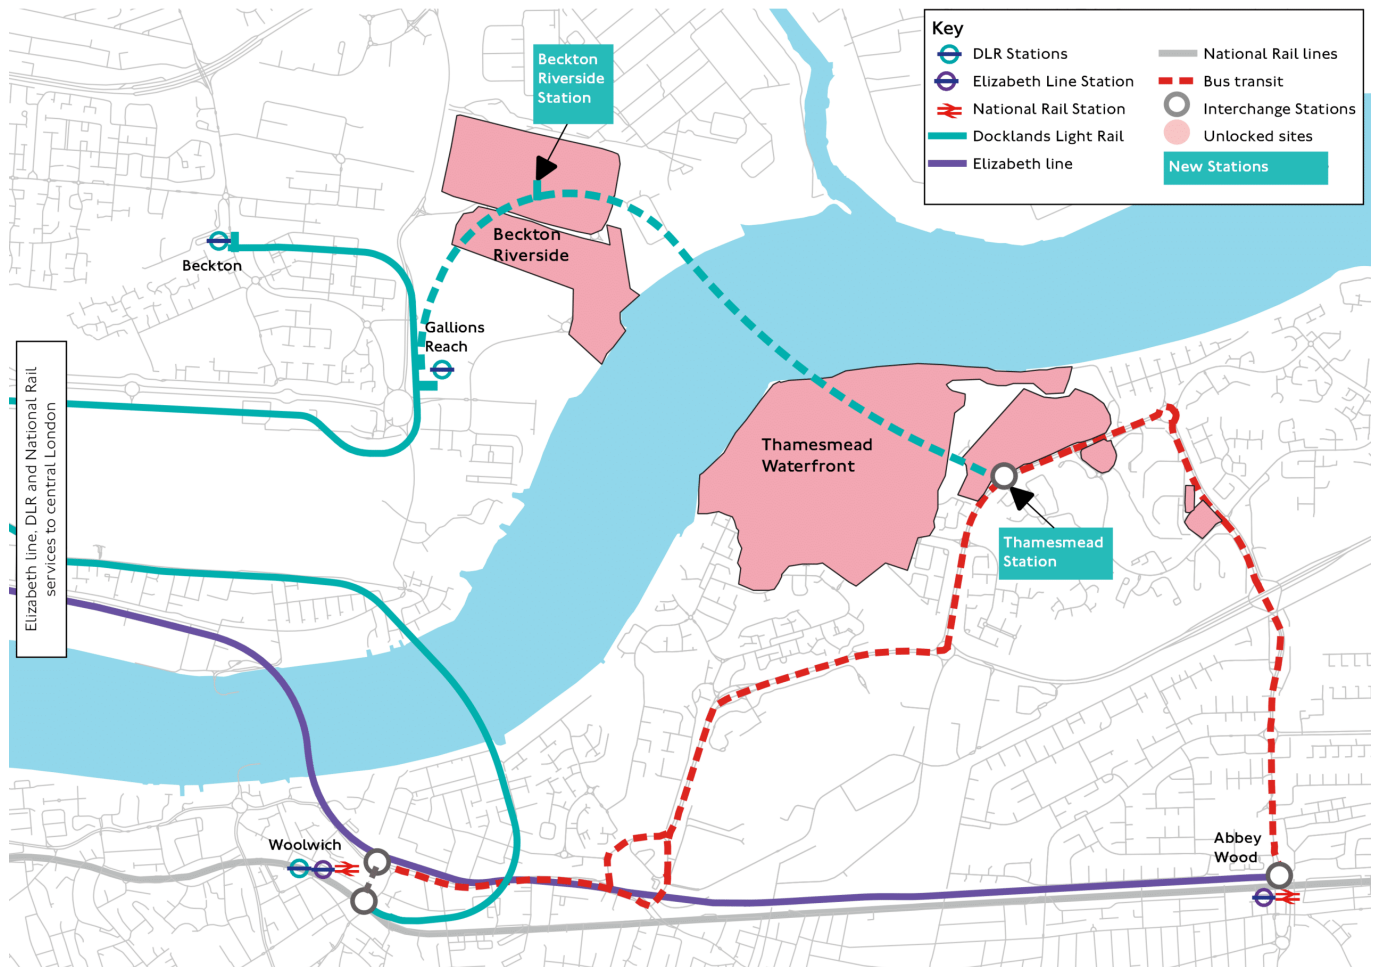 Key
DLR Stations
Elizabeth Line Station
National Rail Station
Docklands Light Rail
Elizabeth line
National Rail lines
Bus transit
Interchange Stations
Unlocked sites
New Stations
Beckton
Riverside
Station
Beckton
Riverside
Beckton
Gallions
Reach
Elizabeth line, DLR and National Rail
services to central London
Thamesmead
Waterfront
Thamesmead
Station
Woolwich
Abbey
Wood